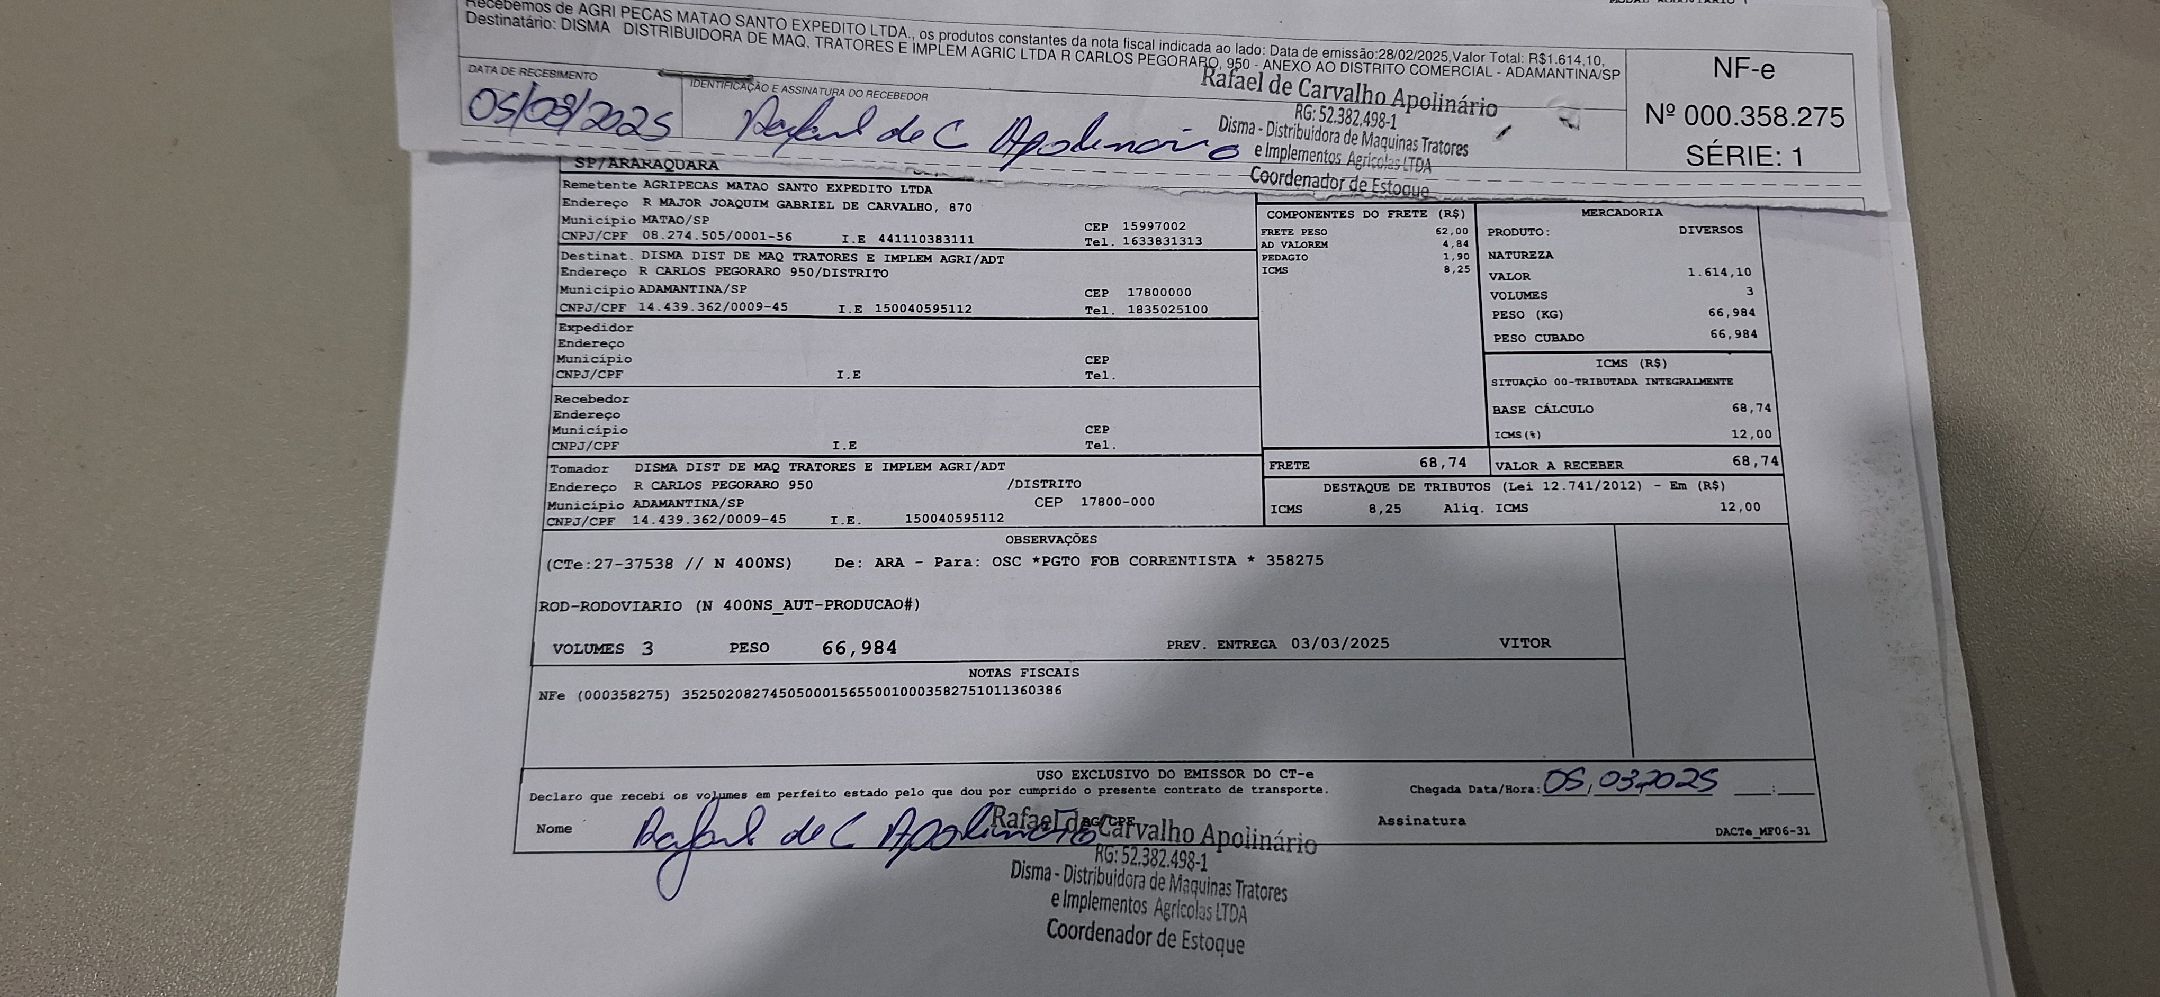 Recebemos de AGRI PECAS MATAO SANTO EXPEDITO LTDA., os produtos constantes da nota fiscal indicada ao lado: Data de emissão:28/02/2025,Valor Total: R$1.614,10,
Destinatário: DISMA DISTRIBUIDORA DE MAQ, TRATORES E IMPLEM AGRIC LTDA R CARLOS PEGORARO, 950 - ANEXO AO DISTRITO COMERCIAL - ADAMANTINA/SP
DATA DE RECEBIMENTO
05/03/2025
IDENTIFICAÇÃO E ASSINATURA DO RECEBEDOR
Rafael de C Apolinario
Rafael de Carvalho Apolinário
RG: 52.382.498-1
Disma - Distribuidora de Maquinas Tratores
e Implementos Agrícolas LTDA
Coordenador de Estoque
NF-e
Nº 000.358.275
SÉRIE: 1
SP/ARARAQUARA
Remetente AGRIPECAS MATAO SANTO EXPEDITO LTDA
Endereço R MAJOR JOAQUIM GABRIEL DE CARVALHO, 870
Município MATAO/SP CEP 15997002
CNPJ/CPF 08.274.505/0001-56 I.E 441110383111 Tel. 1633831313
Destinat. DISMA DIST DE MAQ TRATORES E IMPLEM AGRI/ADT
Endereço R CARLOS PEGORARO 950/DISTRITO
Município ADAMANTINA/SP CEP 17800000
CNPJ/CPF 14.439.362/0009-45 I.E 150040595112 Tel. 1835025100
Expedidor
Endereço
Município CEP
CNPJ/CPF I.E Tel.
Recebedor
Endereço
Município CEP
CNPJ/CPF I.E Tel.
Tomador DISMA DIST DE MAQ TRATORES E IMPLEM AGRI/ADT
Endereço R CARLOS PEGORARO 950 /DISTRITO
Município ADAMANTINA/SP CEP 17800-000
CNPJ/CPF 14.439.362/0009-45 I.E. 150040595112
COMPONENTES DO FRETE (R$)
FRETE PESO 62,00
AD VALOREM 4,84
PEDAGIO 1,90
ICMS 8,25
FRETE 68,74
MERCADORIA
PRODUTO: DIVERSOS
NATUREZA
VALOR 1.614,10
VOLUMES 3
PESO (KG) 66,984
PESO CUBADO 66,984
ICMS (R$)
SITUAÇÃO 00-TRIBUTADA INTEGRALMENTE
BASE CÁLCULO 68,74
ICMS(%) 12,00
VALOR A RECEBER 68,74
DESTAQUE DE TRIBUTOS (Lei 12.741/2012) - Em (R$)
ICMS 8,25 Aliq. ICMS 12,00
OBSERVAÇÕES
(CTe:27-37538 // N 400NS) De: ARA - Para: OSC *PGTO FOB CORRENTISTA * 358275
ROD-RODOVIARIO (N 400NS_AUT-PRODUCAO#)
VOLUMES 3 PESO 66,984 PREV. ENTREGA 03/03/2025 VITOR
NOTAS FISCAIS
NFe (000358275) 35250208274505000156550010003582751011360386
USO EXCLUSIVO DO EMISSOR DO CT-e
Declaro que recebi os volumes em perfeito estado pelo que dou por cumprido o presente contrato de transporte. Chegada Data/Hora: 05,03,2025 __:__
Nome Rafael de C Apolinario RG/CPF Assinatura
DACTe_MF06-31
Rafael de Carvalho Apolinário
RG: 52.382.498-1
Disma - Distribuidora de Maquinas Tratores
e Implementos Agrícolas LTDA
Coordenador de Estoque